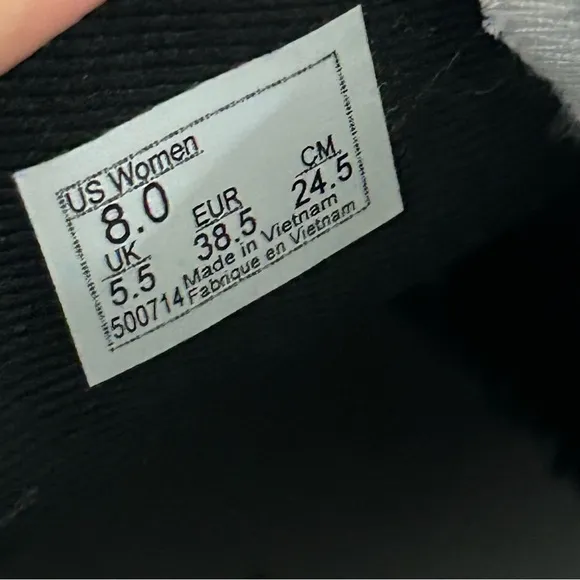 US Women
8.0
UK EUR CM
5.5 38.5 24.5
Made in Vietnam
500714 Fabrique en Vietnam